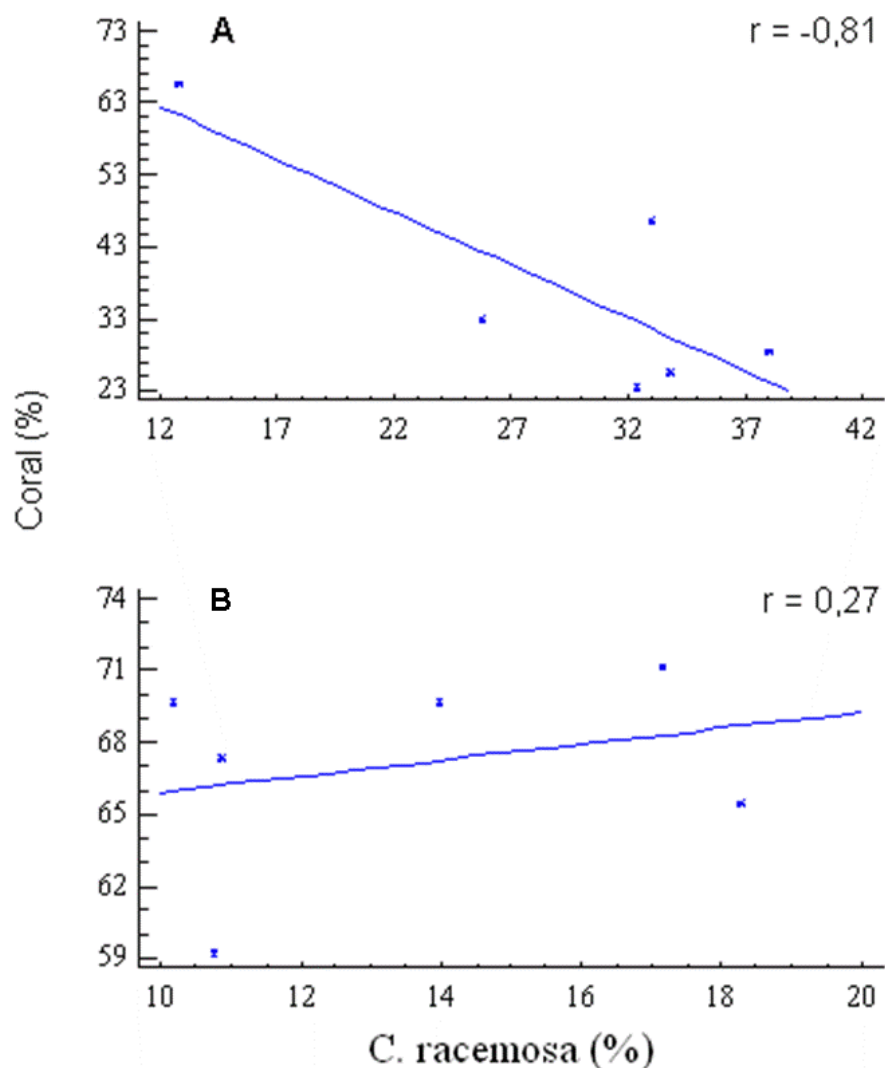 A
r = -0,81
73
63
53
43
33
23
12 17 22 27 32 37 42
Coral (%)
B
r = 0,27
74
71
68
65
62
59
10 12 14 16 18 20
C. racemosa (%)